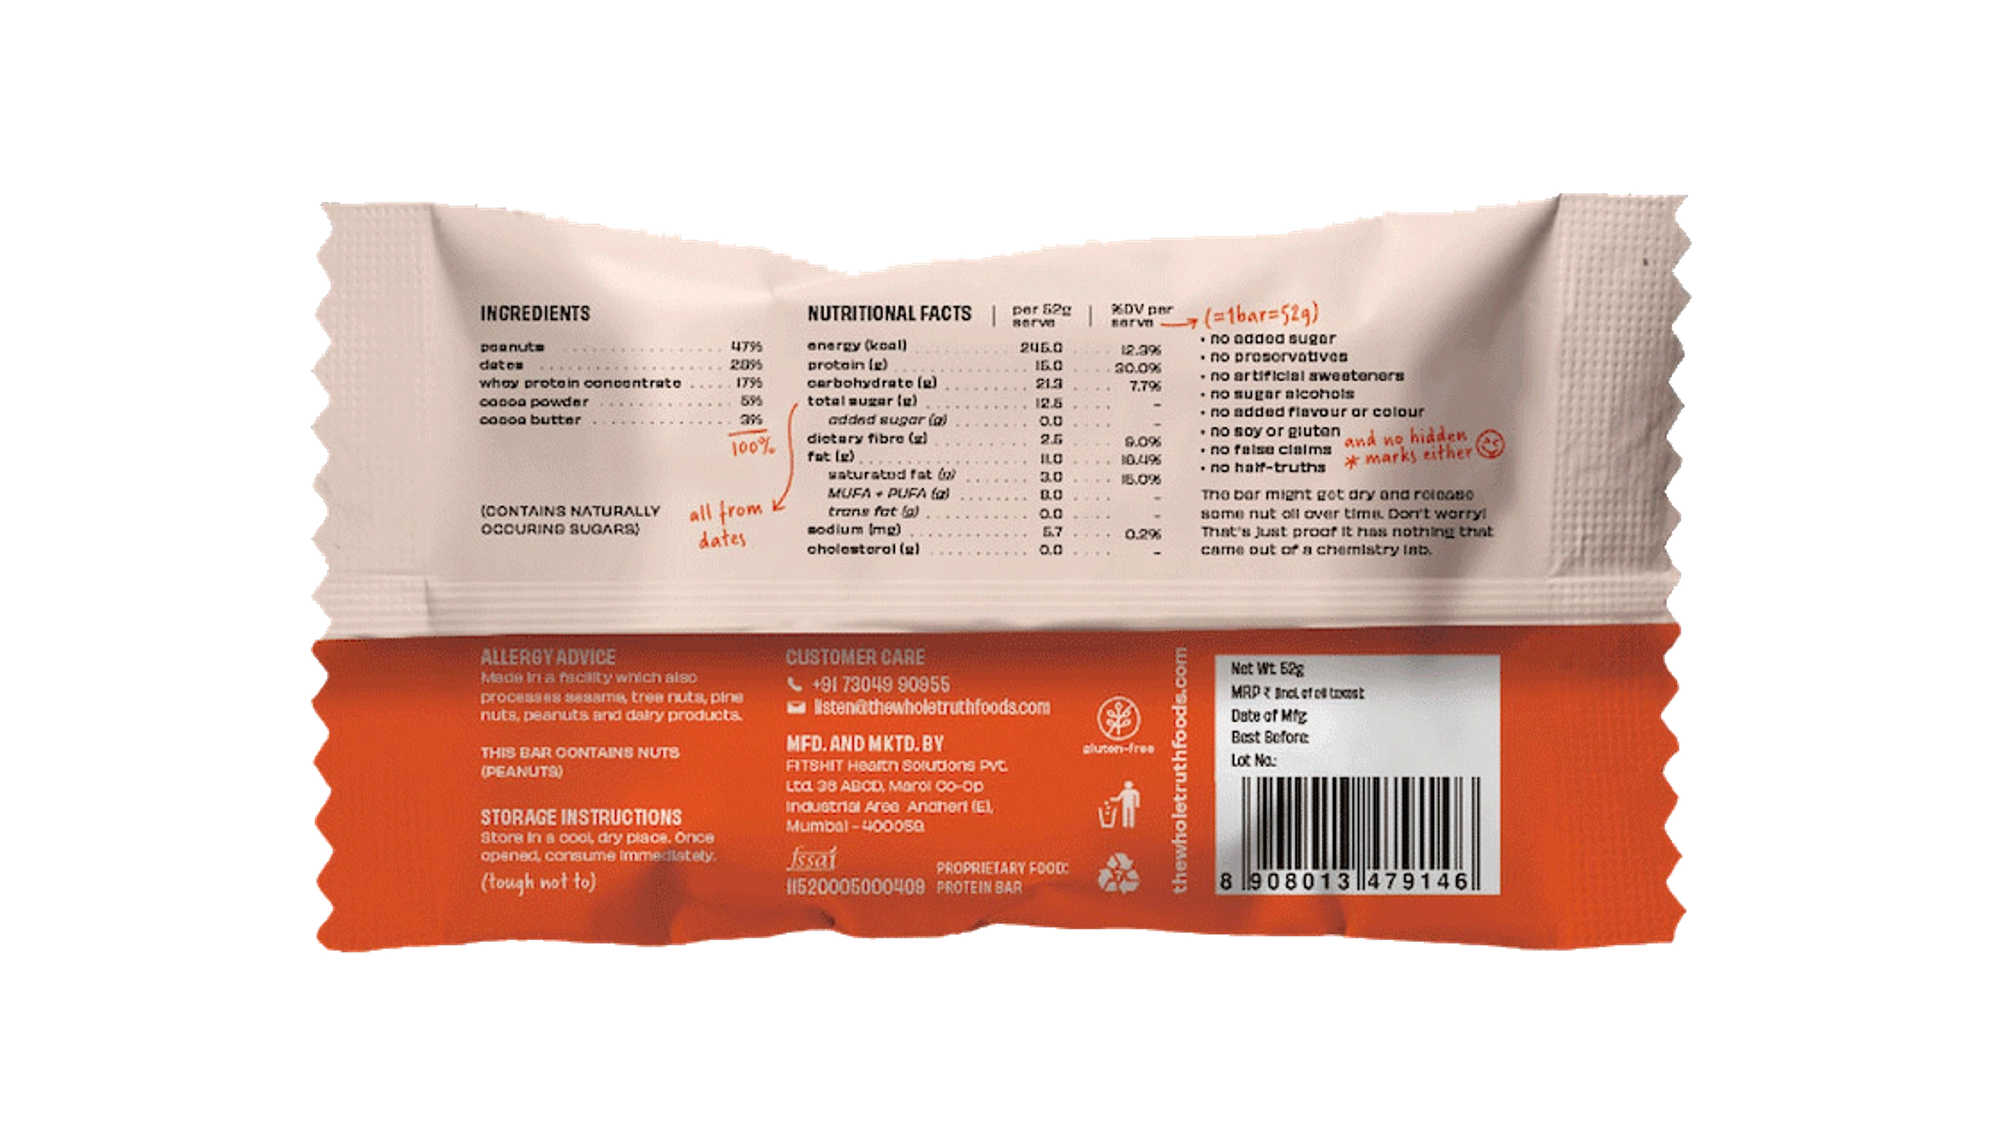 INGREDIENTS
peanuts 47%
dates 28%
whey protein concentrate 17%
cocoa powder 5%
cocoa butter 3%
100%
(CONTAINS NATURALLY
OCCURING SUGARS)
all from
dates
NUTRITIONAL FACTS | per 52g serve | %DV per serve
energy (kcal) 245.0 12.3%
protein (g) 15.0 30.0%
carbohydrate (g) 21.3 7.7%
total sugar (g) 12.5 -
added sugar (g) 0.0 -
dietary fibre (g) 2.5 9.0%
fat (g) 11.0 16.4%
saturated fat (g) 3.0 15.0%
MUFA + PUFA (g) 8.0 -
trans fat (g) 0.0 -
sodium (mg) 5.7 0.2%
cholesterol (g) 0.0 -
(=1bar=52g)
• no added sugar
• no preservatives
• no artificial sweeteners
• no sugar alcohols
• no added flavour or colour
• no soy or gluten
• no false claims
• no half-truths
and no hidden
* marks either
The bar might get dry and release
some nut oil over time. Don't worry!
That's just proof it has nothing that
came out of a chemistry lab.
ALLERGY ADVICE
Made in a facility which also
processes sesame, tree nuts, pine
nuts, peanuts and dairy products.
THIS BAR CONTAINS NUTS
(PEANUTS)
STORAGE INSTRUCTIONS
Store in a cool, dry place. Once
opened, consume immediately.
(tough not to)
CUSTOMER CARE
+91 73049 90955
listen@thewholetruthfoods.com
MFD. AND MKTD. BY
FITSHIT Health Solutions Pvt.
Ltd. 36 ABCD, Marol Co-Op
Industrial Area Andheri (E),
Mumbai - 400059.
fssai
11520005000409
PROPRIETARY FOOD:
PROTEIN BAR
gluten-free
7
thewholetruthfoods.com
Net Wt. 52g
MRP ₹ (incl. of all taxes):
Date of Mfg:
Best Before:
Lot No.:
8 908013 479146